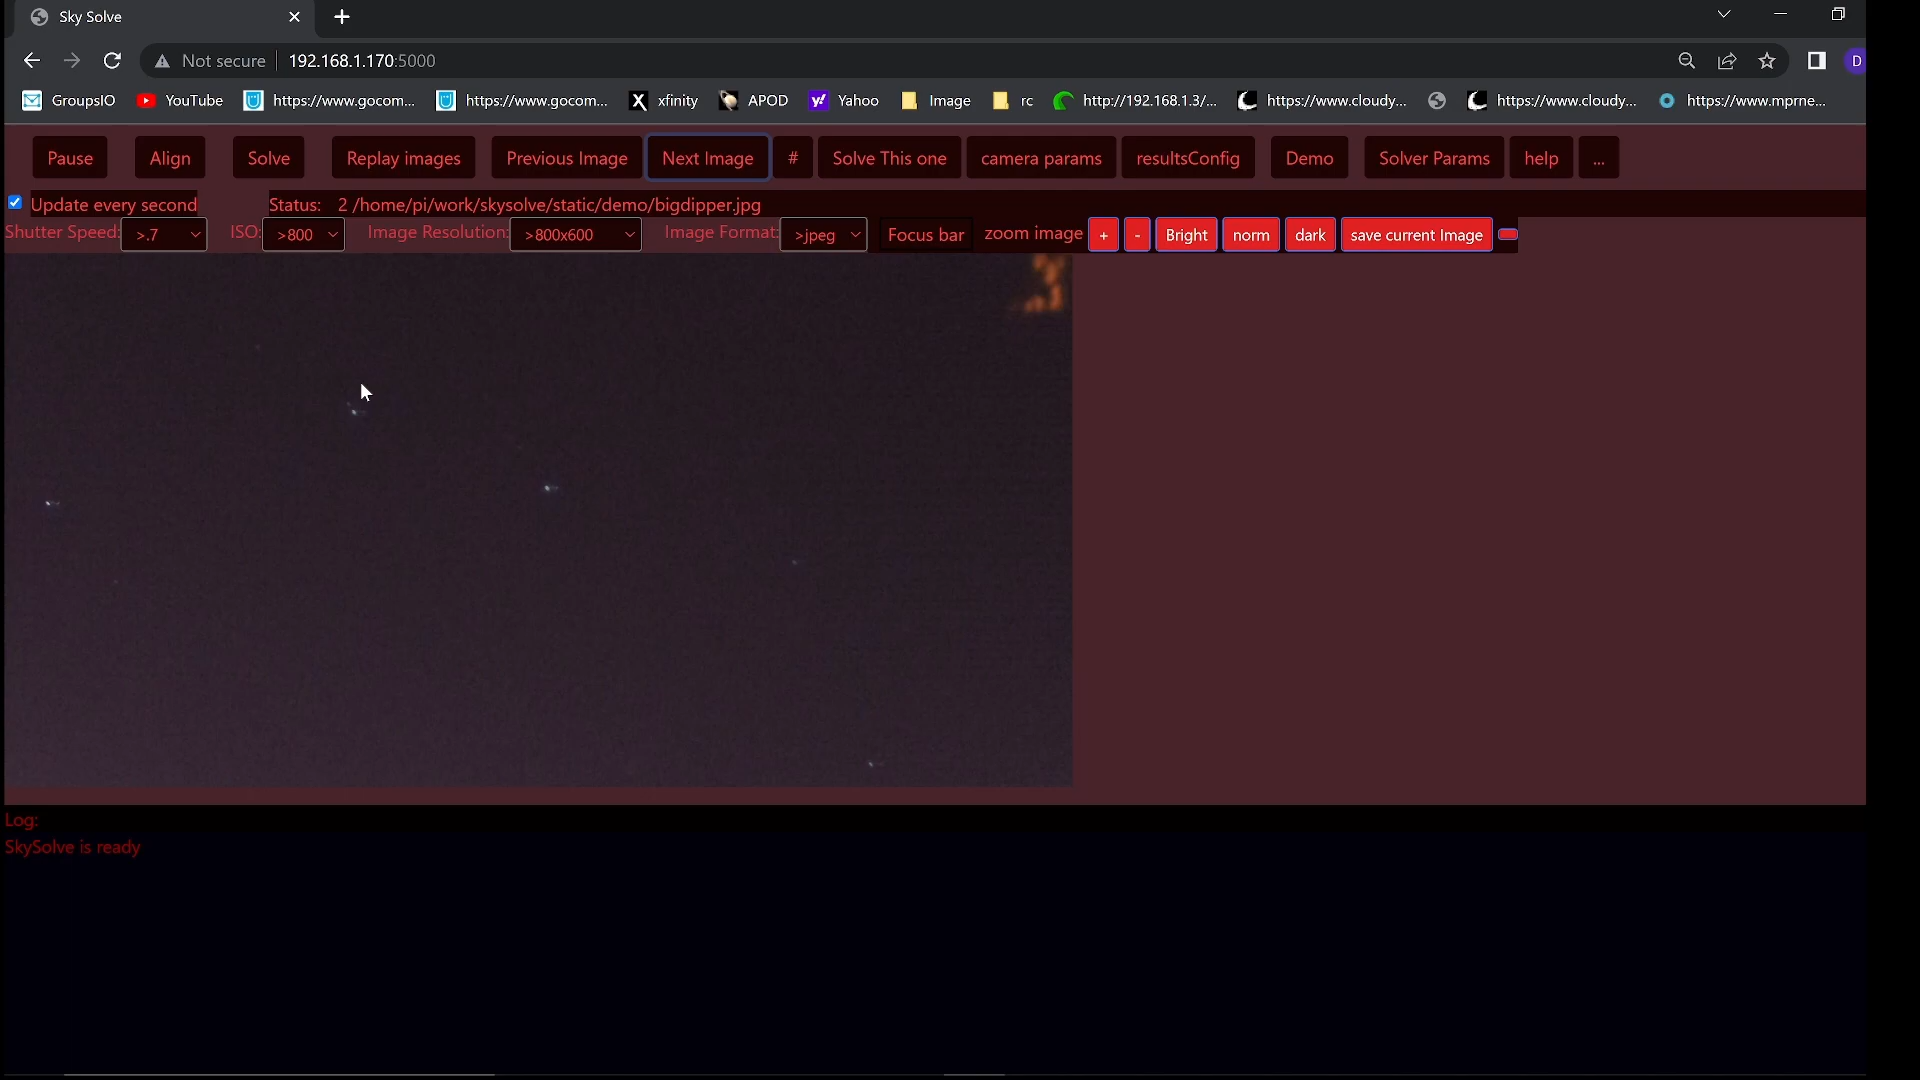 Sky Solve
Not secure 192.168.1.170:5000
D
GroupsIO YouTube https://www.gocom... https://www.gocom... xfinity APOD Yahoo Image rc http://192.168.1.3/... https://www.cloudy... https://www.cloudy... https://www.mprne...
Pause Align Solve Replay images Previous Image Next Image # Solve This one camera params resultsConfig Demo Solver Params help ...
Update every second Status: 2 /home/pi/work/skysolve/static/demo/bigdipper.jpg
Shutter Speed: >.7 ISO: >800 Image Resolution: >800x600 Image Format: >jpeg Focus bar zoom image + - Bright norm dark save current Image
Log:
SkySolve is ready